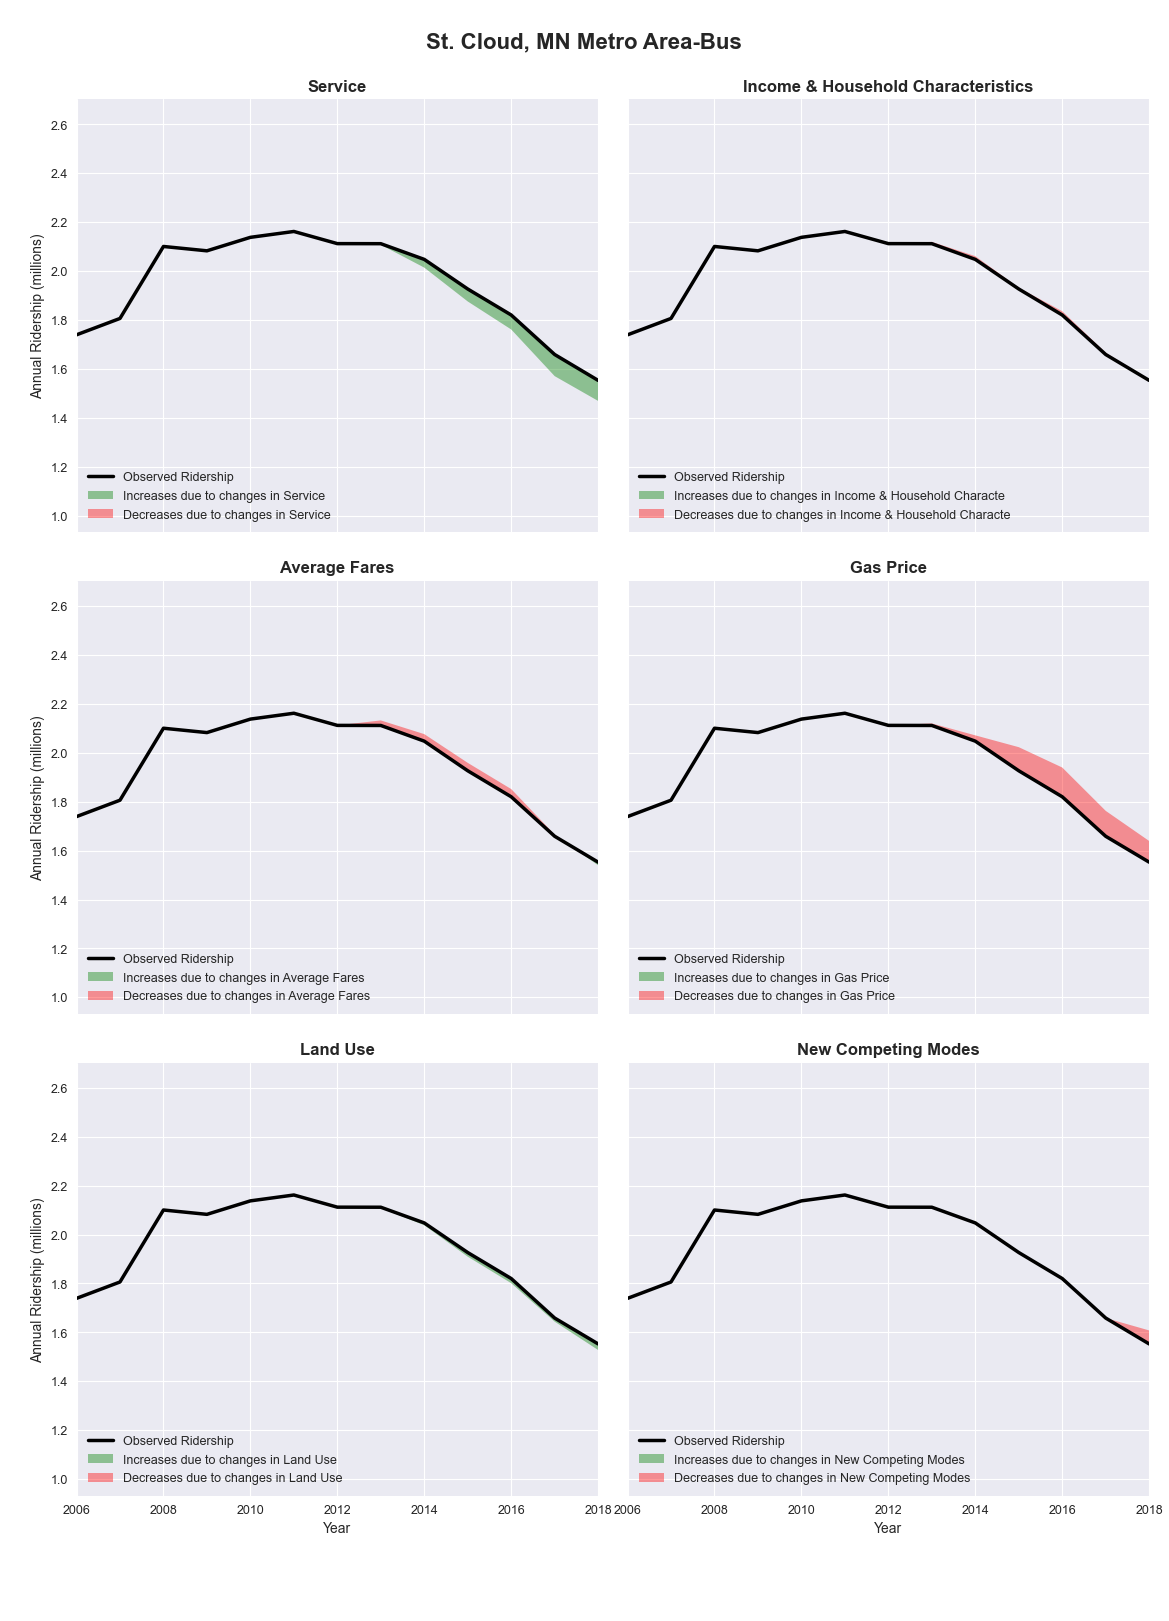 St. Cloud, MN Metro Area-Bus
Service
Income & Household Characteristics
2.6
2.4
2.2
2.0
1.8
1.6
1.4
1.2
1.0
Annual Ridership (millions)
Observed Ridership
Increases due to changes in Service
Decreases due to changes in Service
Observed Ridership
Increases due to changes in Income & Household Characte
Decreases due to changes in Income & Household Characte
Average Fares
Gas Price
2.6
2.4
2.2
2.0
1.8
1.6
1.4
1.2
1.0
Annual Ridership (millions)
Observed Ridership
Increases due to changes in Average Fares
Decreases due to changes in Average Fares
Observed Ridership
Increases due to changes in Gas Price
Decreases due to changes in Gas Price
Land Use
New Competing Modes
2.6
2.4
2.2
2.0
1.8
1.6
1.4
1.2
1.0
Annual Ridership (millions)
Observed Ridership
Increases due to changes in Land Use
Decreases due to changes in Land Use
Observed Ridership
Increases due to changes in New Competing Modes
Decreases due to changes in New Competing Modes
2006 2008 2010 2012 2014 2016 2018
2006 2008 2010 2012 2014 2016 2018
Year
Year